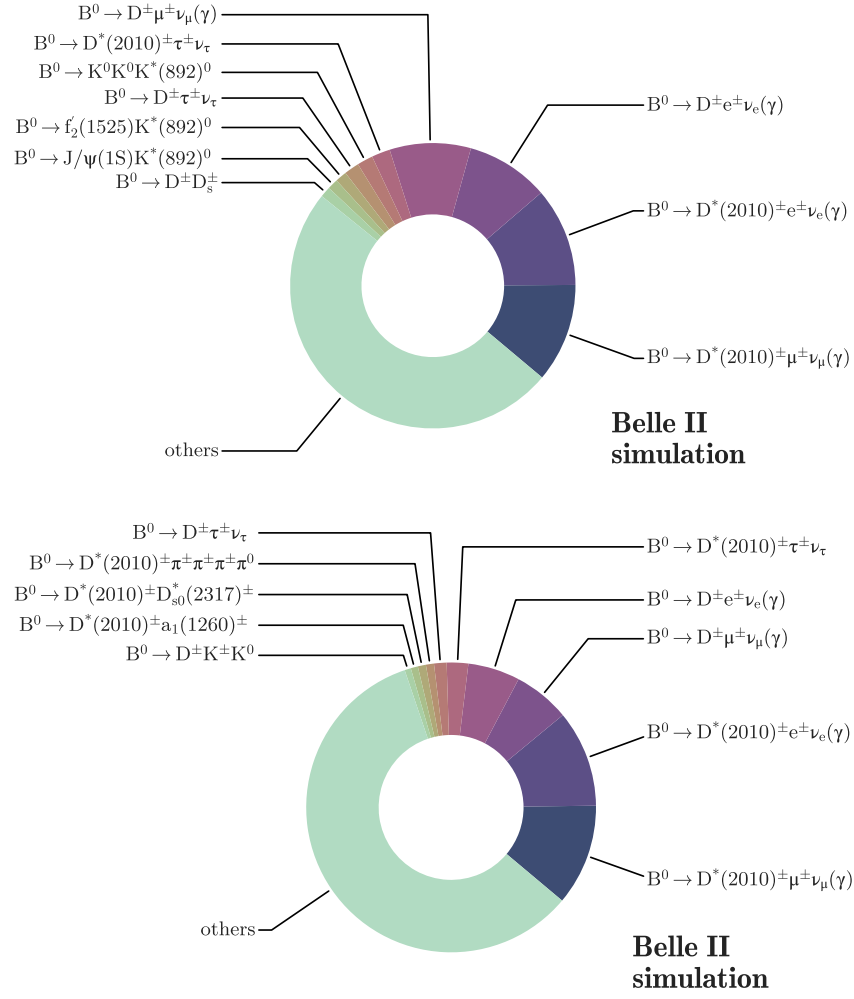 B⁰ → D±μ±ν_μ(γ)
B⁰ → D*(2010)±τ±ν_τ
B⁰ → K⁰K⁰K*(892)⁰
B⁰ → D±τ±ν_τ
B⁰ → f₂′(1525)K*(892)⁰
B⁰ → J/ψ(1S)K*(892)⁰
B⁰ → D±D_s±
B⁰ → D±e±ν_e(γ)
B⁰ → D*(2010)±e±ν_e(γ)
B⁰ → D*(2010)±μ±ν_μ(γ)
others
Belle II
simulation
B⁰ → D±τ±ν_τ
B⁰ → D*(2010)±π±π±π±π⁰
B⁰ → D*(2010)±D*_s0(2317)±
B⁰ → D*(2010)±a₁(1260)±
B⁰ → D±K±K⁰
B⁰ → D*(2010)±τ±ν_τ
B⁰ → D±e±ν_e(γ)
B⁰ → D±μ±ν_μ(γ)
B⁰ → D*(2010)±e±ν_e(γ)
B⁰ → D*(2010)±μ±ν_μ(γ)
others
Belle II
simulation